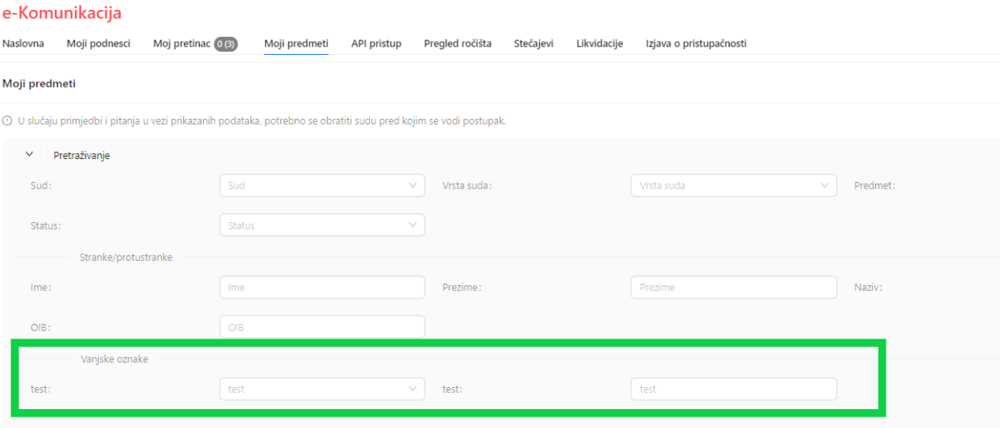 e-Komunikacija
Naslovna Moji podnesci Moj pretinac 0 (3) Moji predmeti API pristup Pregled ročišta Stečajevi Likvidacije Izjava o pristupačnosti
Moji predmeti
U slučaju primjedbi i pitanja u vezi prikazanih podataka, potrebno se obratiti sudu pred kojim se vodi postupak.
Pretraživanje
Sud: Sud Vrsta suda: Vrsta suda Predmet:
Status: Status
Stranke/protustranke
Ime: Ime Prezime: Prezime Naziv:
OIB: OIB
Vanjske oznake
test: test test: test